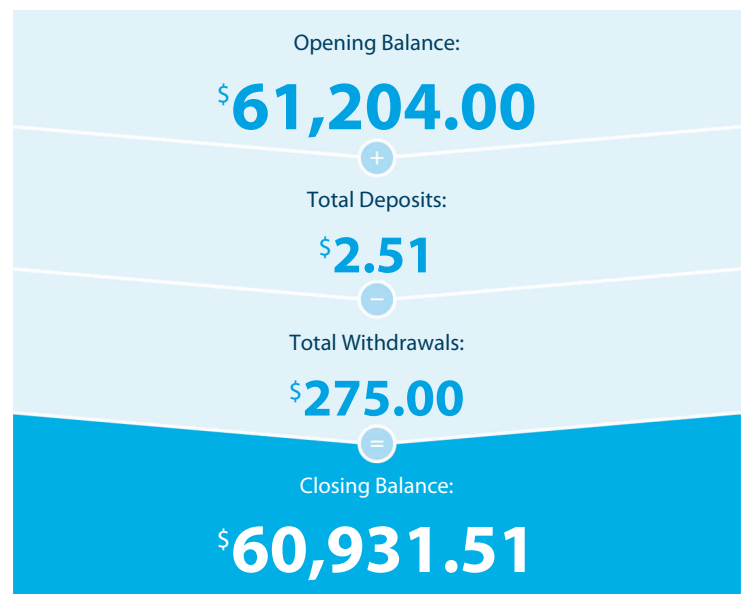 Opening Balance:
$61,204.00
+
Total Deposits:
$2.51
−
Total Withdrawals:
$275.00
=
Closing Balance:
$60,931.51